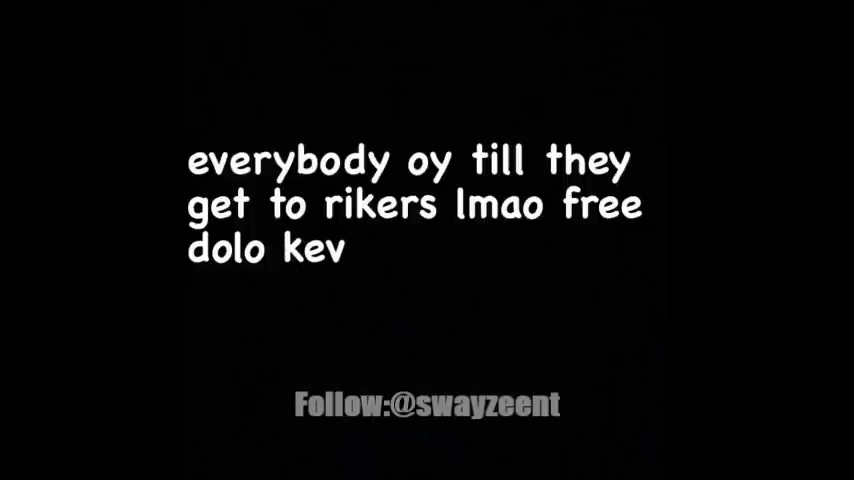 everybody oy till they
get to rikers lmao free
dolo kev
Follow:@swayzeent